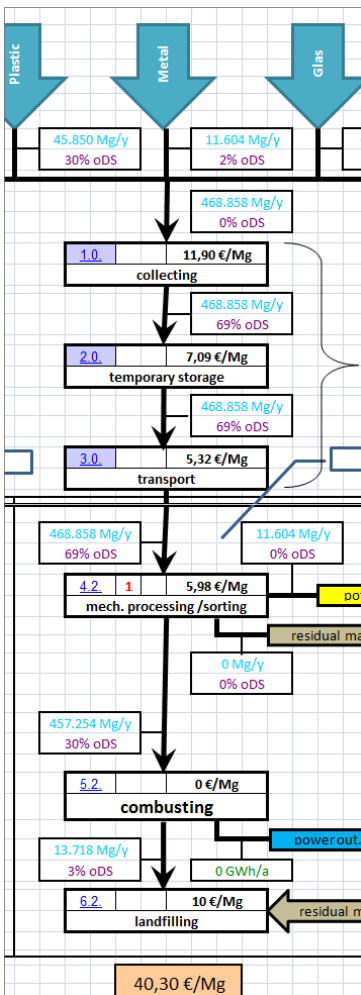 Plastic
Metal
Glas
45.850 Mg/y
30% oDS
11.604 Mg/y
2% oDS
468.858 Mg/y
0% oDS
1.0.
11,90 €/Mg
collecting
468.858 Mg/y
69% oDS
2.0.
7,09 €/Mg
temporary storage
468.858 Mg/y
69% oDS
3.0.
5,32 €/Mg
transport
468.858 Mg/y
69% oDS
11.604 Mg/y
0% oDS
4.2.
1
5,98 €/Mg
mech. processing /sorting
po
residual ma
0 Mg/y
0% oDS
457.254 Mg/y
30% oDS
5.2.
0 €/Mg
combusting
power out.
13.718 Mg/y
3% oDS
0 GWh/a
6.2.
10 €/Mg
landfilling
residual m
40,30 €/Mg